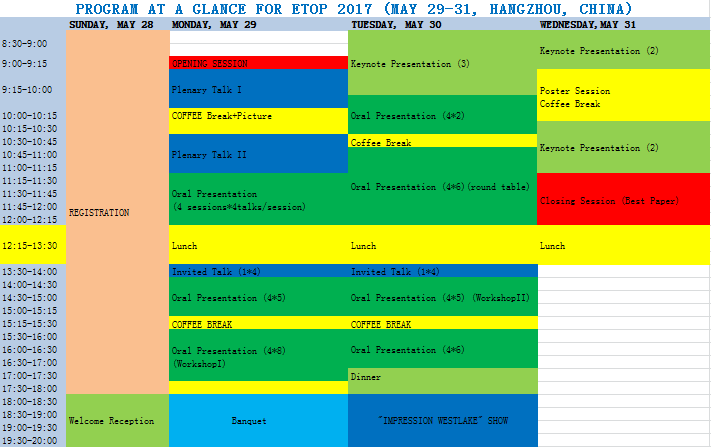 PROGRAM AT A GLANCE FOR ETOP 2017 (MAY 29-31, HANGZHOU, CHINA)
SUNDAY, MAY 28 MONDAY, MAY 29 TUESDAY, MAY 30 WEDNESDAY, MAY 31
8:30-9:00
Keynote Presentation (2)
9:00-9:15 OPENING SESSION Keynote Presentation (3)
9:15-10:00 Plenary Talk I Poster Session
Coffee Break
10:00-10:15 COFFEE Break+Picture Oral Presentation (4*2)
10:15-10:30
10:30-10:45 Coffee Break
10:45-11:00 Plenary Talk II Keynote Presentation (2)
11:00-11:15
11:15-11:30
11:30-11:45 Oral Presentation Oral Presentation (4*6)(round table)
11:45-12:00 (4 sessions*4talks/session) Closing Session (Best Paper)
12:00-12:15 REGISTRATION
12:15-13:30 Lunch Lunch Lunch
13:30-14:00 Invited Talk (1*4) Invited Talk (1*4)
14:00-14:30
14:30-15:00 Oral Presentation (4*5) Oral Presentation (4*5) (WorkshopII)
15:00-15:15
15:15-15:30 COFFEE BREAK COFFEE BREAK
15:30-16:00
16:00-16:30 Oral Presentation (4*8) Oral Presentation (4*6)
16:30-17:00 (WorkshopI)
17:00-17:30 Dinner
17:30-18:00
18:00-18:30
18:30-19:00 Welcome Reception Banquet "IMPRESSION WESTLAKE" SHOW
19:00-19:30
19:30-20:00